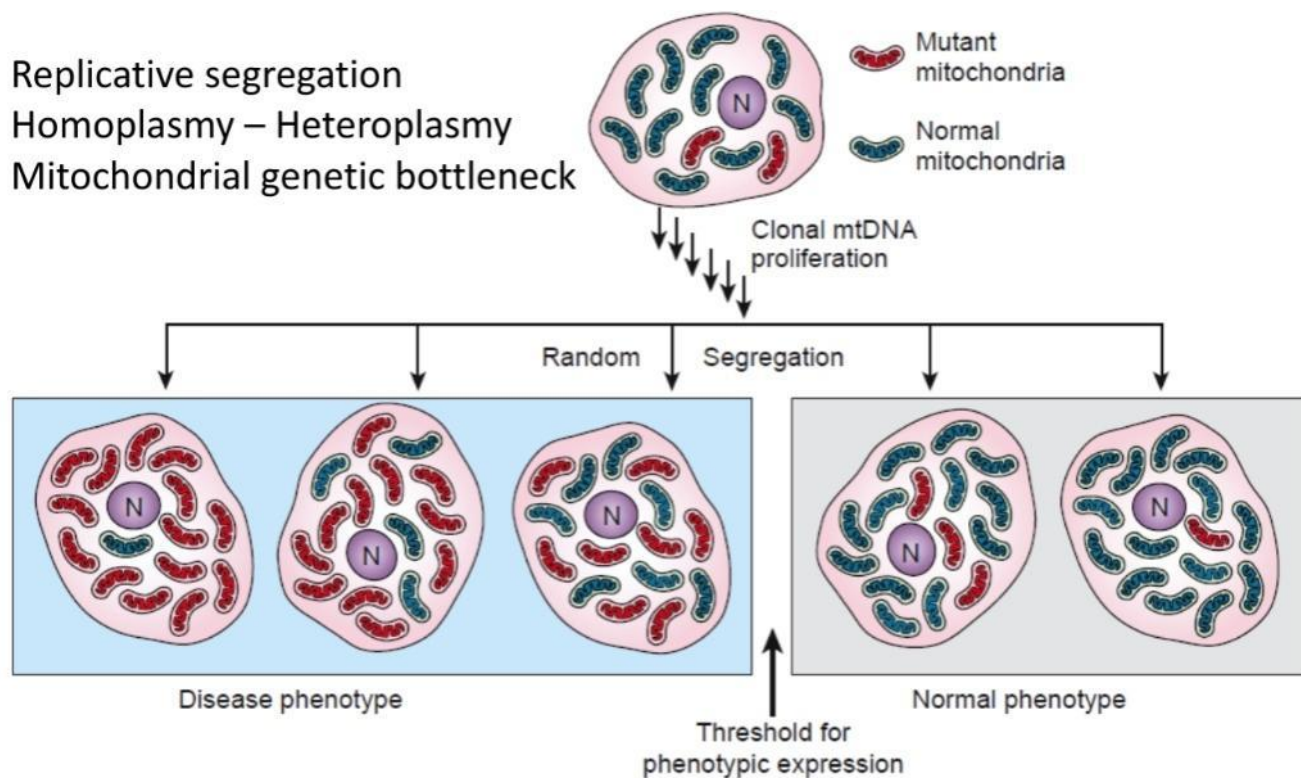 Replicative segregation
Homoplasmy – Heteroplasmy
Mitochondrial genetic bottleneck
N
Mutant
mitochondria
Normal
mitochondria
Clonal mtDNA
proliferation
Random Segregation
N
N
N
N
N
Disease phenotype
Normal phenotype
Threshold for
phenotypic expression